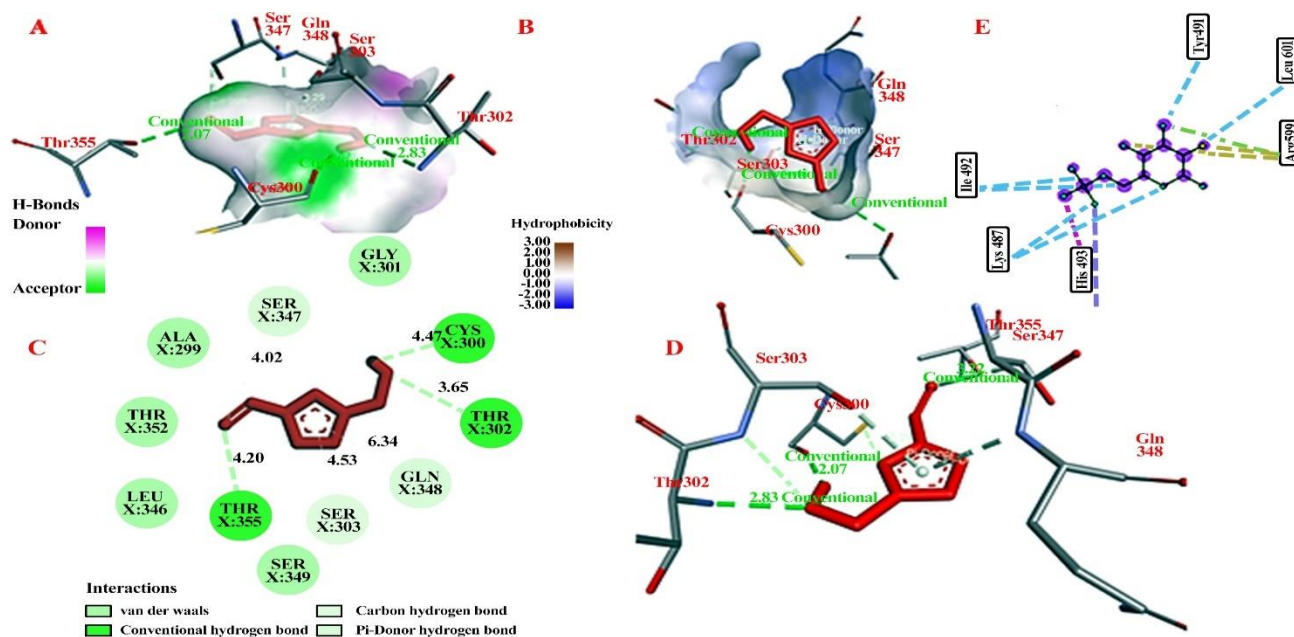 A
Ser
347
Gln
348
Ser
303
Thr302
Conventional
2.07
Conventional
2.83
Conventional
Thr355
Cys300
H-Bonds
Donor
Acceptor
B
Gln
348
Conventional
Thr302
Ser
347
Ser303
Conventional
Conventional
Cys300
Hydrophobicity
3.00
2.00
1.00
0.00
-1.00
-2.00
-3.00
E
Tyr491
Leu 601
Arg599
Ile 492
Lys 487
His 493
C
GLY
X:301
SER
X:347
ALA
X:299
4.02
4.47
CYS
X:300
3.65
THR
X:302
THR
X:352
6.34
4.20
4.53
GLN
X:348
LEU
X:346
THR
X:355
SER
X:303
SER
X:349
Interactions
van der waals
Conventional hydrogen bond
Carbon hydrogen bond
Pi-Donor hydrogen bond
D
Thr355
Ser347
Ser303
Conventional
Cys300
Gln
348
Conventional
2.07
Thr302
2.83 Conventional